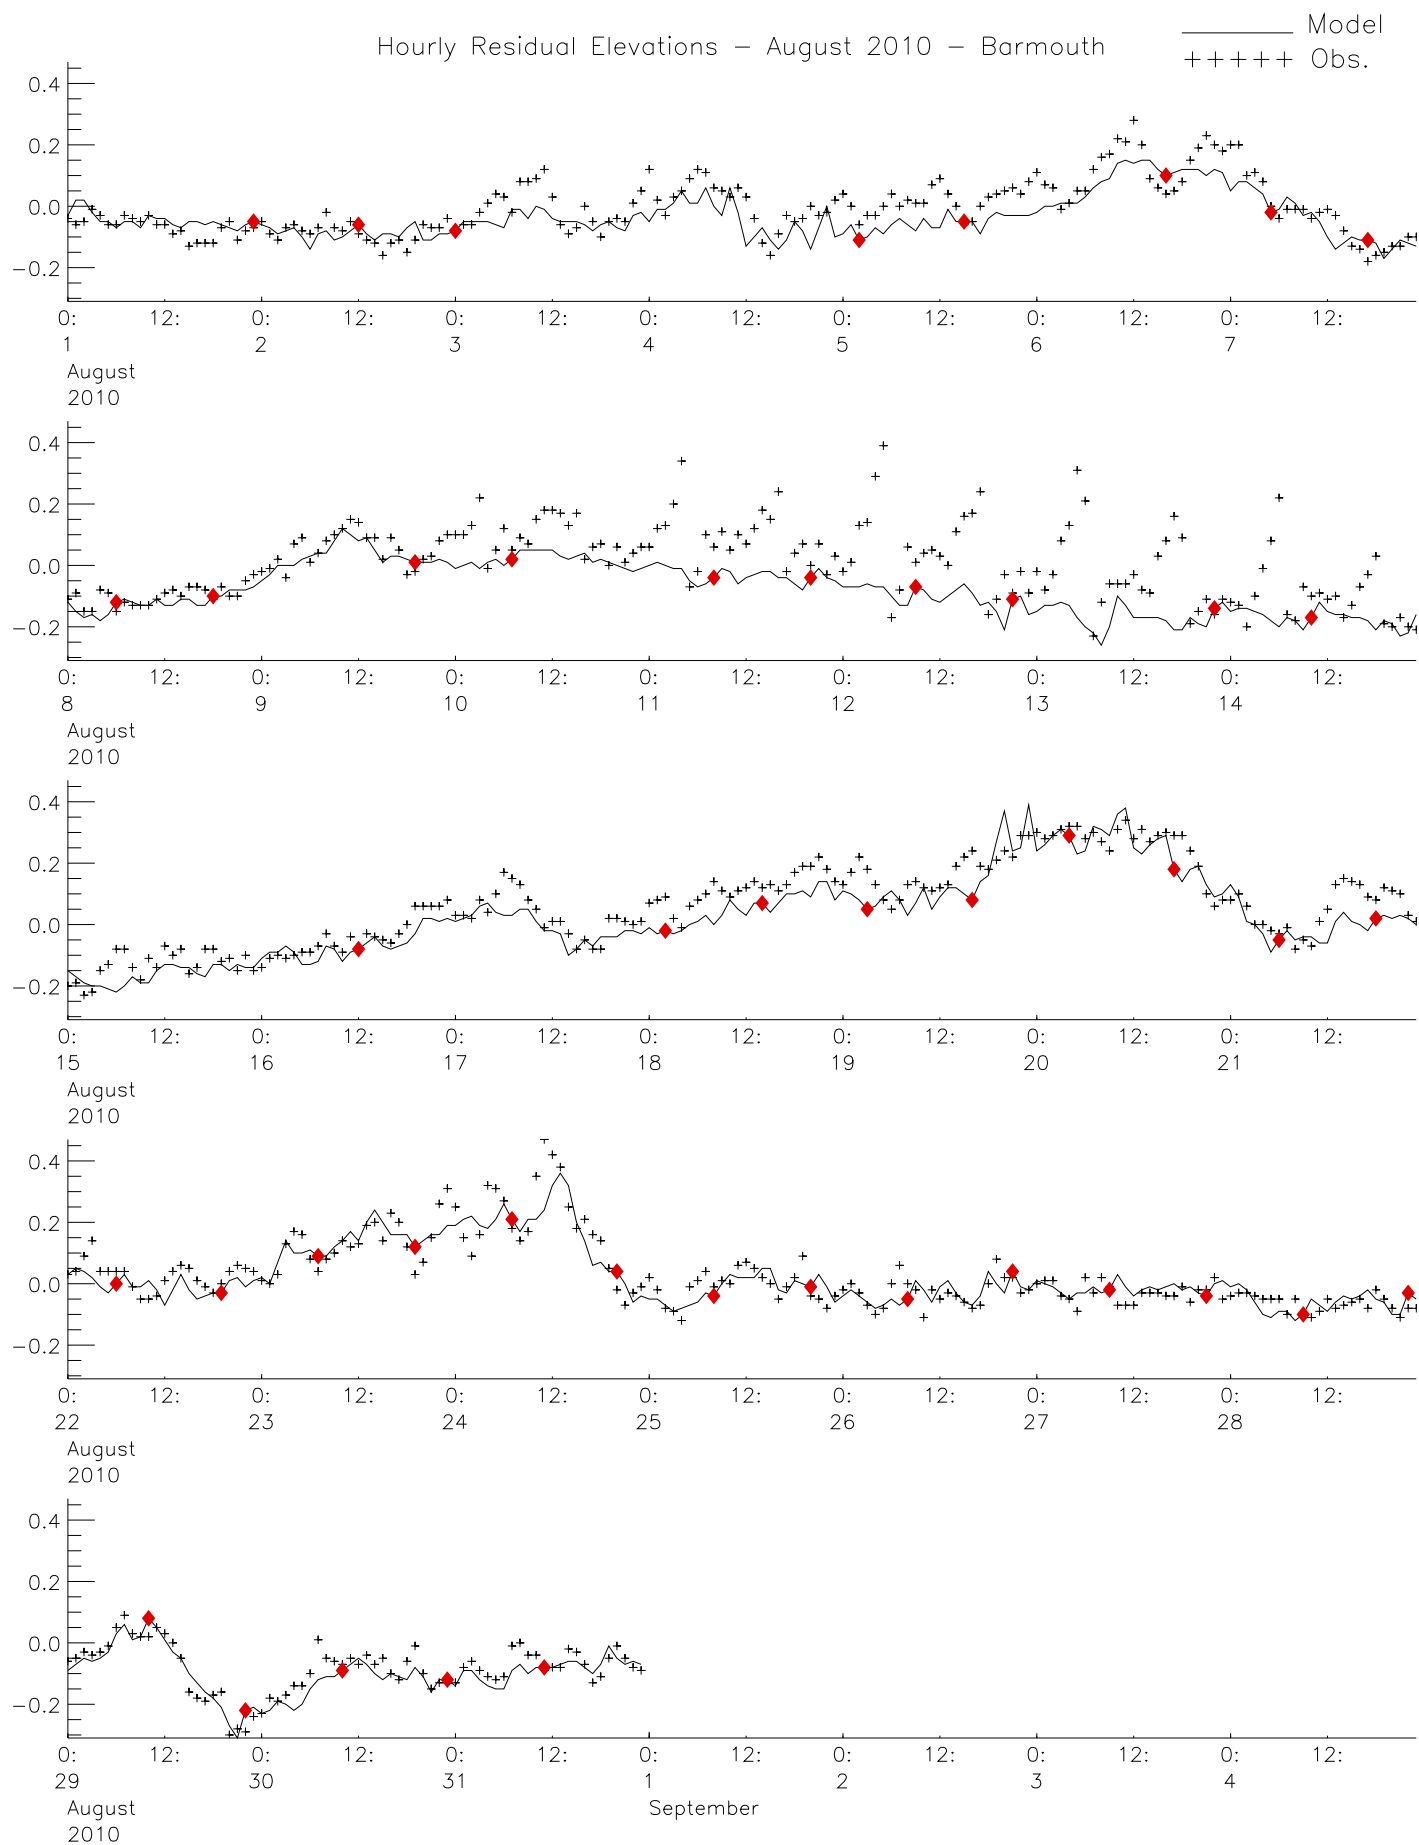 Hourly Residual Elevations – August 2010 – Barmouth
Model
+++++ Obs.
0.4
0.2
0.0
−0.2
0: 12: 0: 12: 0: 12: 0: 12: 0: 12: 0: 12: 0: 12:
1 2 3 4 5 6 7
August
2010
0.4
0.2
0.0
−0.2
0: 12: 0: 12: 0: 12: 0: 12: 0: 12: 0: 12: 0: 12:
8 9 10 11 12 13 14
August
2010
0.4
0.2
0.0
−0.2
0: 12: 0: 12: 0: 12: 0: 12: 0: 12: 0: 12: 0: 12:
15 16 17 18 19 20 21
August
2010
0.4
0.2
0.0
−0.2
0: 12: 0: 12: 0: 12: 0: 12: 0: 12: 0: 12: 0: 12:
22 23 24 25 26 27 28
August
2010
0.4
0.2
0.0
−0.2
0: 12: 0: 12: 0: 12: 0: 12: 0: 12: 0: 12: 0: 12:
29 30 31 1 2 3 4
August September
2010